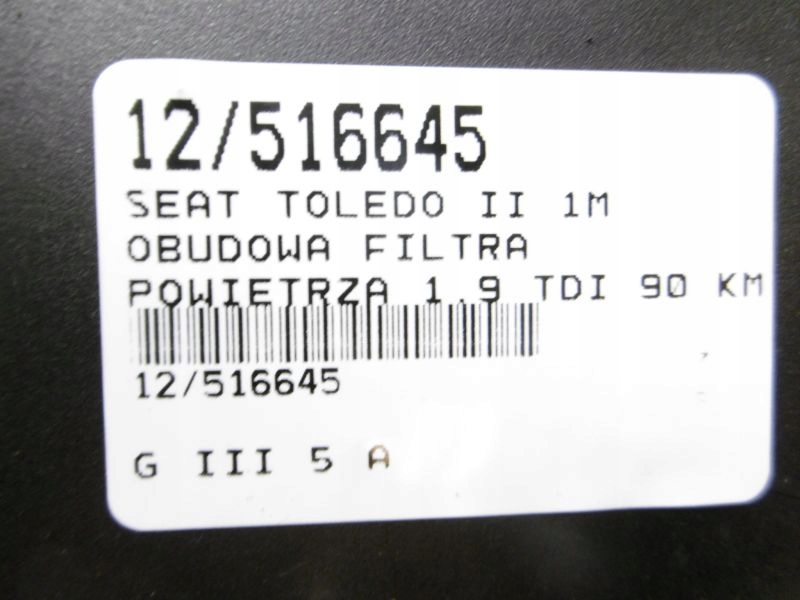 12/516645
SEAT TOLEDO II 1M
OBUDOWA FILTRA
POWIETRZA 1.9 TDI 90 KM
12/516645
G III 5 A